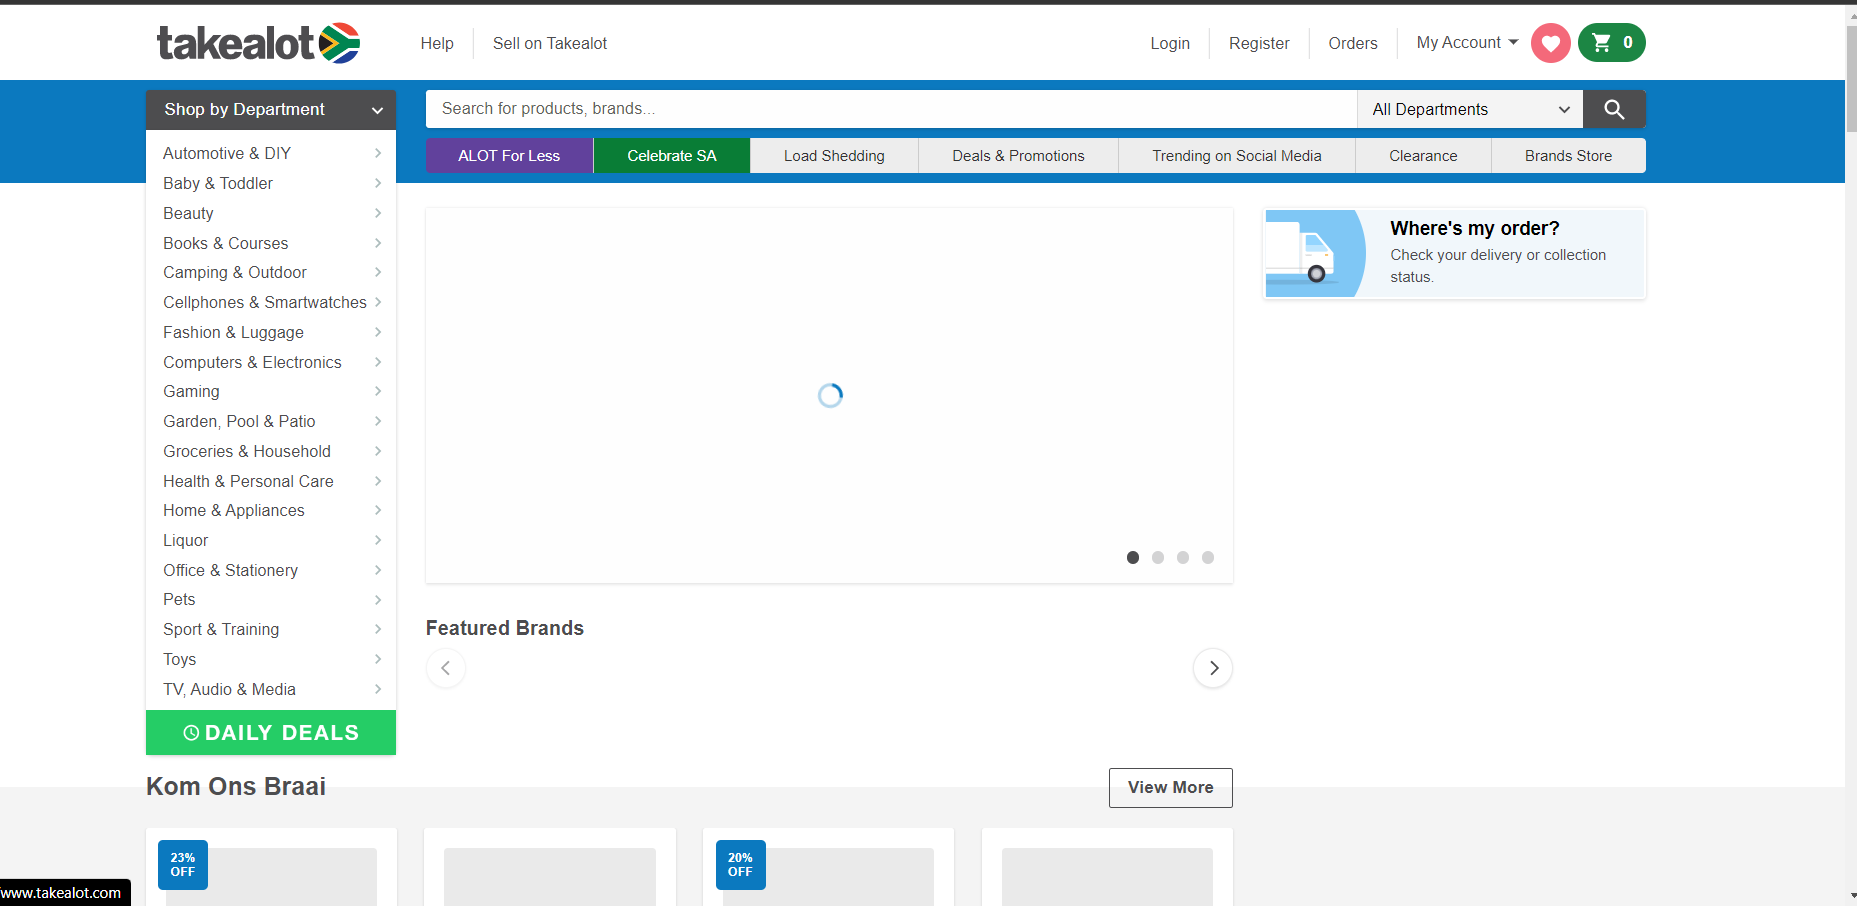 takealot
Help
Sell on Takealot
Login
Register
Orders
My Account
0
Shop by Department
Search for products, brands...
All Departments
ALOT For Less
Celebrate SA
Load Shedding
Deals & Promotions
Trending on Social Media
Clearance
Brands Store
Automotive & DIY
Baby & Toddler
Beauty
Books & Courses
Camping & Outdoor
Cellphones & Smartwatches
Fashion & Luggage
Computers & Electronics
Gaming
Garden, Pool & Patio
Groceries & Household
Health & Personal Care
Home & Appliances
Liquor
Office & Stationery
Pets
Sport & Training
Toys
TV, Audio & Media
DAILY DEALS
Where's my order?
Check your delivery or collection
status.
Featured Brands
Kom Ons Braai
View More
23%
OFF
20%
OFF
/www.takealot.com